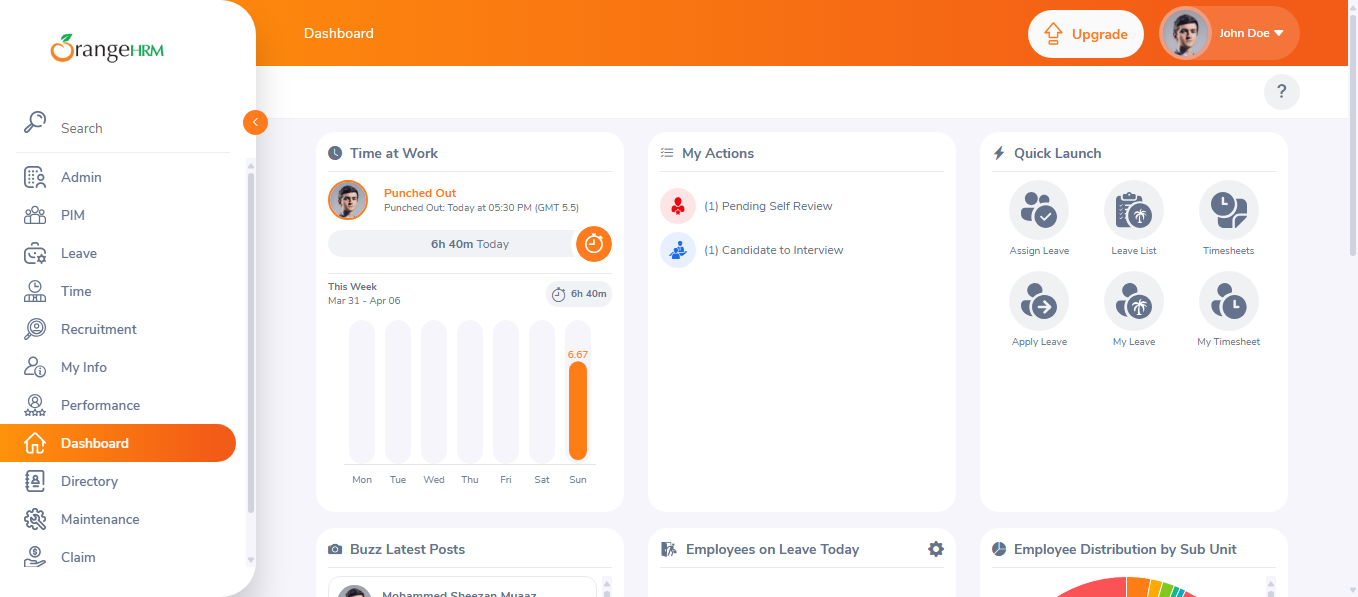 OrangeHRM
Search
Admin
PIM
Leave
Time
Recruitment
My Info
Performance
Dashboard
Directory
Maintenance
Claim
Dashboard
Upgrade
John Doe
?
Time at Work
Punched Out
Punched Out: Today at 05:30 PM (GMT 5.5)
6h 40m Today
This Week
Mar 31 - Apr 06
6h 40m
6.67
Mon Tue Wed Thu Fri Sat Sun
My Actions
(1) Pending Self Review
(1) Candidate to Interview
Quick Launch
Assign Leave Leave List Timesheets
Apply Leave My Leave My Timesheet
Buzz Latest Posts
Mohammed Sheezan Muaaz
Employees on Leave Today
Employee Distribution by Sub Unit